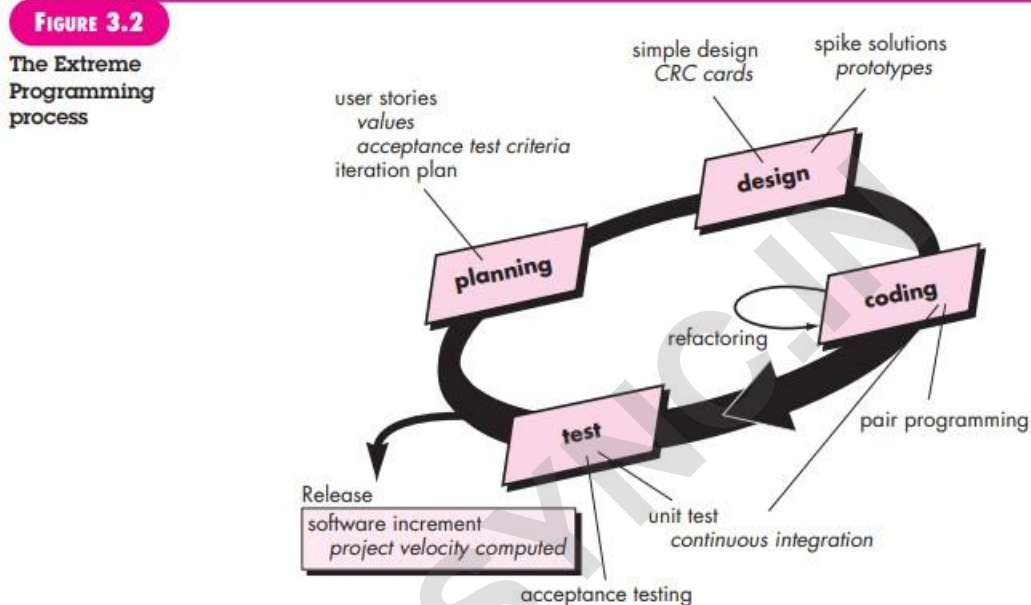 FIGURE 3.2
The Extreme
Programming
process
simple design
CRC cards
spike solutions
prototypes
user stories
values
acceptance test criteria
iteration plan
design
planning
coding
refactoring
test
pair programming
Release
software increment
project velocity computed
unit test
continuous integration
acceptance testing
SYNC.IN